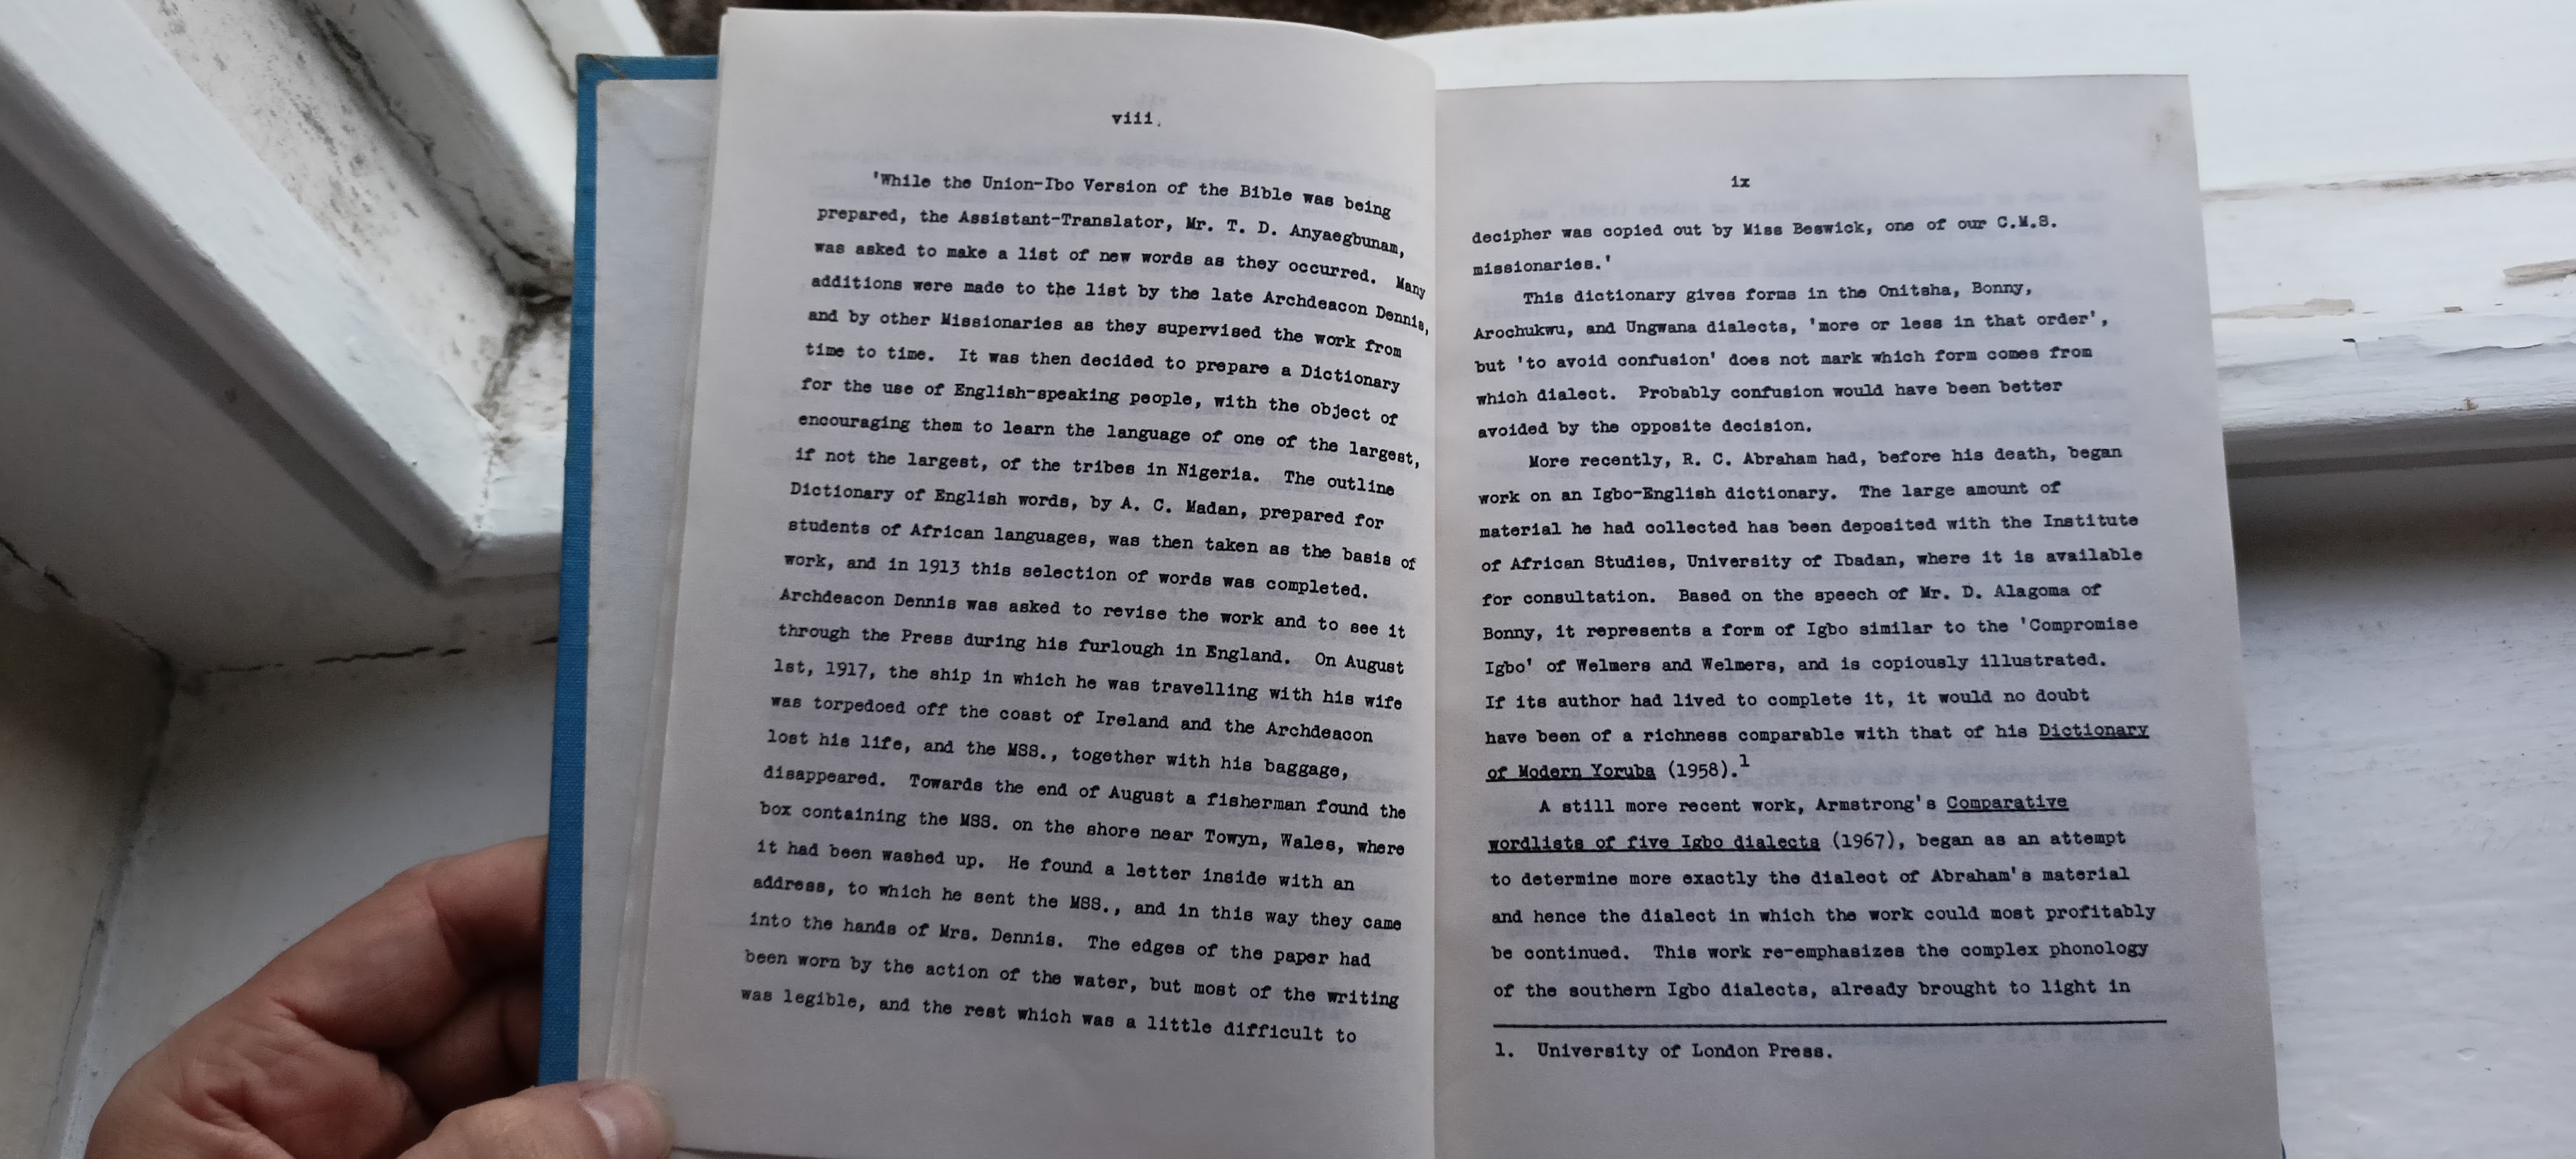 viii.
'While the Union-Ibo Version of the Bible was being
prepared, the Assistant-Translator, Mr. T. D. Anyaegbunam,
was asked to make a list of new words as they occurred. Many
additions were made to the list by the late Archdeacon Dennis,
and by other Missionaries as they supervised the work from
time to time. It was then decided to prepare a Dictionary
for the use of English-speaking people, with the object of
encouraging them to learn the language of one of the largest,
if not the largest, of the tribes in Nigeria. The outline
Dictionary of English words, by A. C. Madan, prepared for
students of African languages, was then taken as the basis of
work, and in 1913 this selection of words was completed.
Archdeacon Dennis was asked to revise the work and to see it
through the Press during his furlough in England. On August
1st, 1917, the ship in which he was travelling with his wife
was torpedoed off the coast of Ireland and the Archdeacon
lost his life, and the MSS., together with his baggage,
disappeared. Towards the end of August a fisherman found the
box containing the MSS. on the shore near Towyn, Wales, where
it had been washed up. He found a letter inside with an
address, to which he sent the MSS., and in this way they came
into the hands of Mrs. Dennis. The edges of the paper had
been worn by the action of the water, but most of the writing
was legible, and the rest which was a little difficult to
ix
decipher was copied out by Miss Beswick, one of our C.M.S.
missionaries.'
This dictionary gives forms in the Onitsha, Bonny,
Arochukwu, and Ungwana dialects, 'more or less in that order',
but 'to avoid confusion' does not mark which form comes from
which dialect. Probably confusion would have been better
avoided by the opposite decision.
More recently, R. C. Abraham had, before his death, began
work on an Igbo-English dictionary. The large amount of
material he had collected has been deposited with the Institute
of African Studies, University of Ibadan, where it is available
for consultation. Based on the speech of Mr. D. Alagoma of
Bonny, it represents a form of Igbo similar to the 'Compromise
Igbo' of Welmers and Welmers, and is copiously illustrated.
If its author had lived to complete it, it would no doubt
have been of a richness comparable with that of his Dictionary
of Modern Yoruba (1958).1
A still more recent work, Armstrong's Comparative
wordlists of five Igbo dialects (1967), began as an attempt
to determine more exactly the dialect of Abraham's material
and hence the dialect in which the work could most profitably
be continued. This work re-emphasizes the complex phonology
of the southern Igbo dialects, already brought to light in
1. University of London Press.